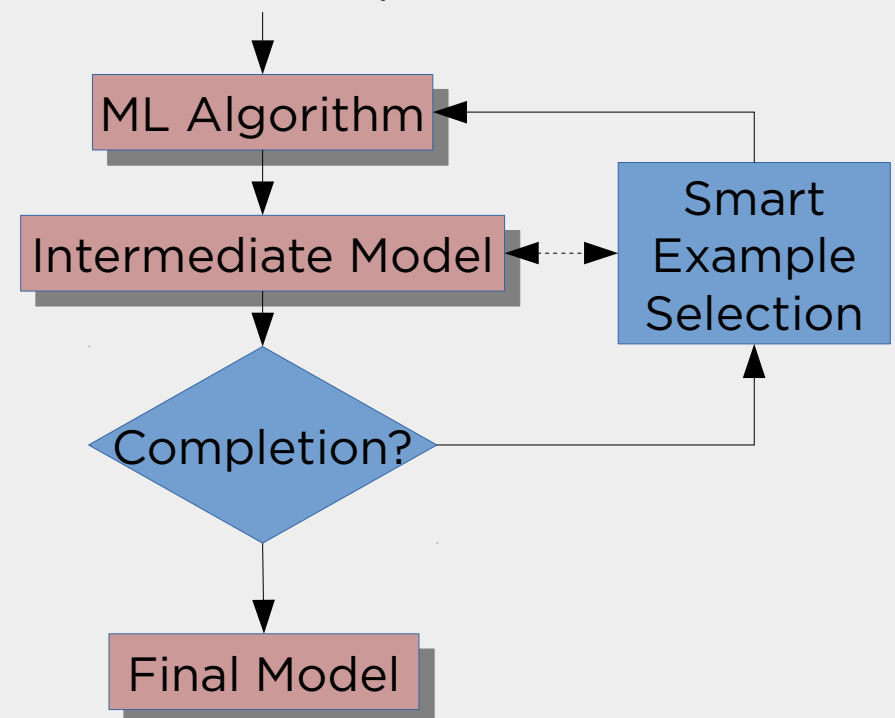 ML Algorithm
Intermediate Model
Smart
Example
Selection
Completion?
Final Model